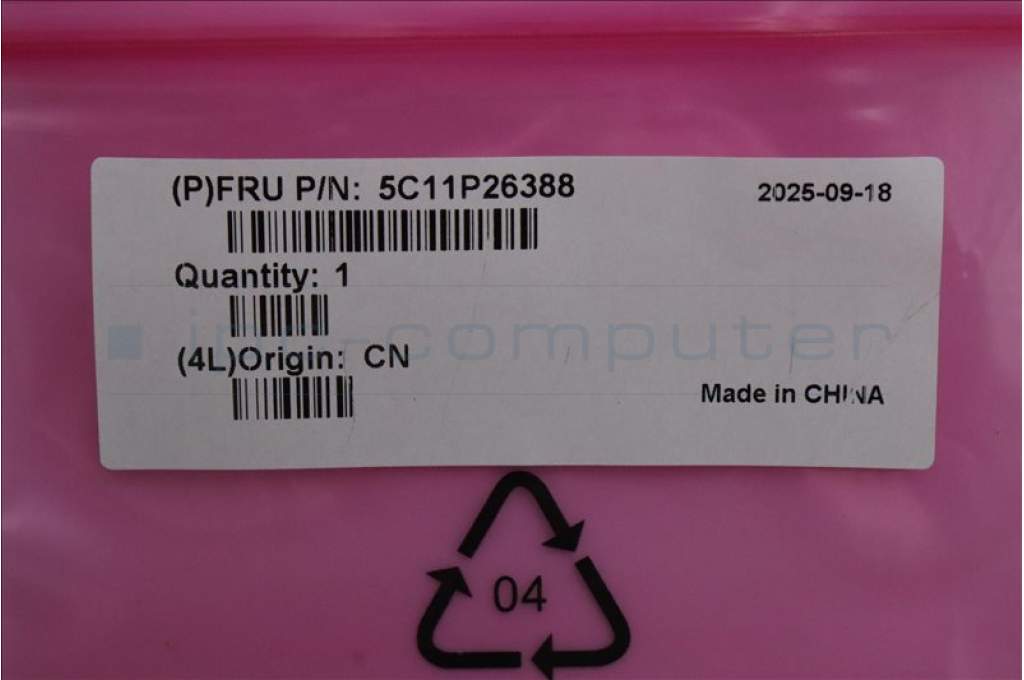 (P)FRU P/N: 5C11P26388
2025-09-18
Quantity: 1
(4L)Origin: CN
Made in CHINA
04